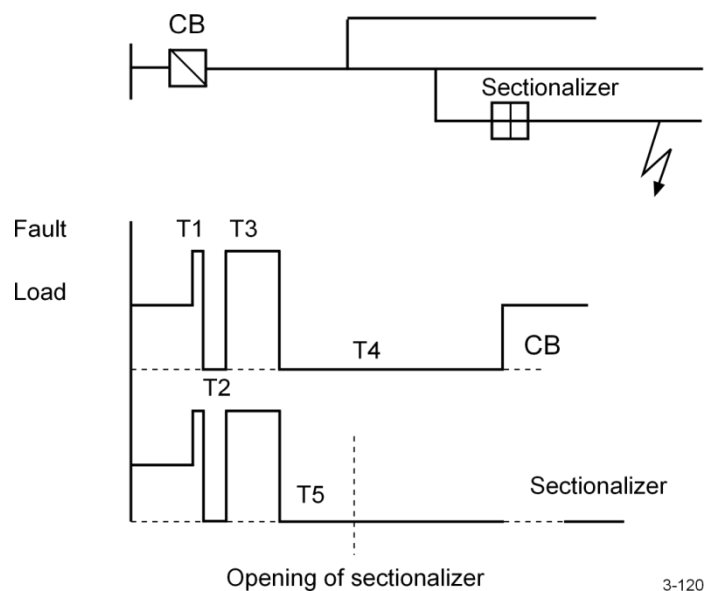 CB
Sectionalizer
Fault
T1 T3
Load
T4
CB
T2
T5
Sectionalizer
Opening of sectionalizer
3-120